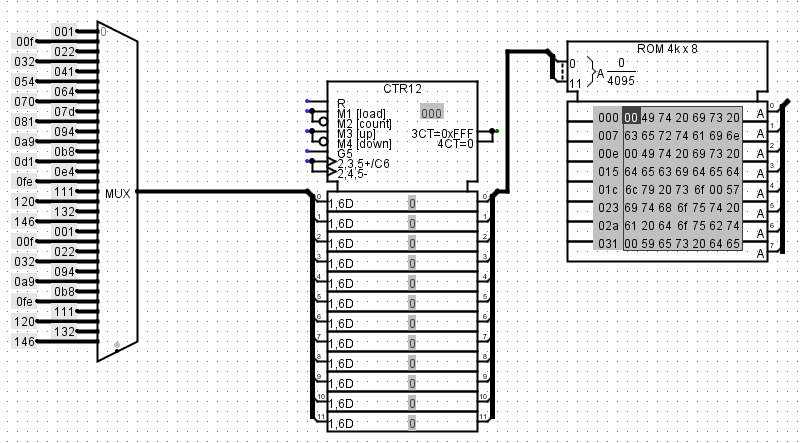 001
00f
022
032
041
054
064
070
07d
081
094
0a9
0b8
0d1
0e4
0fe
111
120
132
146
001
00f
022
032
094
0a9
0b8
0fe
111
120
132
146
0
MUX
CTR12
R
M1 [load]
M2 [count]
M3 [up]
M4 [down]
G5
2,3,5+/C6
2,4,5-
000
3CT=0xFFF
4CT=0
0 1,6D 0 0
1 1,6D 0 1
2 1,6D 0 2
3 1,6D 0 3
4 1,6D 0 4
5 1,6D 0 5
6 1,6D 0 6
7 1,6D 0 7
8 1,6D 0 8
9 1,6D 0 9
10 1,6D 0 10
11 1,6D 0 11
ROM 4k x 8
0
11
A
0
4095
000 00 49 74 20 69 73 20 A 0
007 63 65 72 74 61 69 6e A 1
00e 00 49 74 20 69 73 20 A 2
015 64 65 63 69 64 65 64 A 3
01c 6c 79 20 73 6f 00 57 A 4
023 69 74 68 6f 75 74 20 A 5
02a 61 20 64 6f 75 62 74 A 6
031 00 59 65 73 20 64 65 A 7